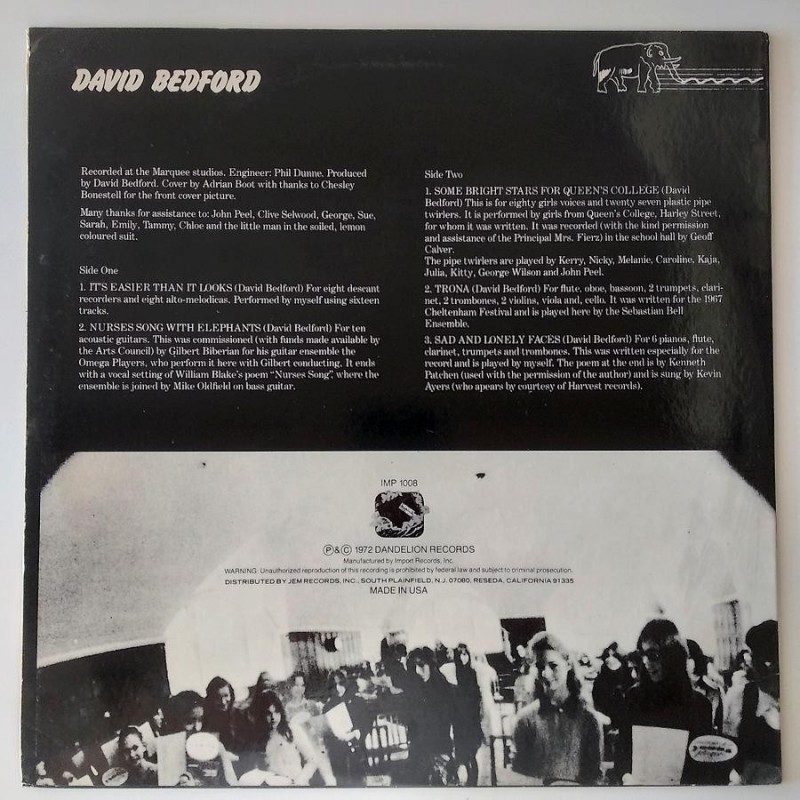 DAVID BEDFORD
Recorded at the Marquee studios. Engineer: Phil Dunne. Produced
by David Bedford. Cover by Adrian Boot with thanks to Chesley
Bonestell for the front cover picture.
Many thanks for assistance to: John Peel, Clive Selwood, George, Sue,
Sarah, Emily, Tammy, Chloe and the little man in the soiled, lemon
coloured suit.
Side One
1. IT'S EASIER THAN IT LOOKS (David Bedford) For eight descant
recorders and eight alto-melodicas. Performed by myself using sixteen
tracks.
2. NURSES SONG WITH ELEPHANTS (David Bedford) For ten
acoustic guitars. This was commissioned (with funds made available by
the Arts Council) by Gilbert Biberian for his guitar ensemble the
Omega Players, who perform it here with Gilbert conducting. It ends
with a vocal setting of William Blake's poem "Nurses Song", where the
ensemble is joined by Mike Oldfield on bass guitar.
Side Two
1. SOME BRIGHT STARS FOR QUEEN'S COLLEGE (David
Bedford) This is for eighty girls voices and twenty seven plastic pipe
twirlers. It is performed by girls from Queen's College, Harley Street,
for whom it was written. It was recorded (with the kind permission
and assistance of the Principal Mrs. Fierz) in the school hall by Geoff
Calver.
The pipe twirlers are played by Kerry, Nicky, Melanie, Caroline, Kaja,
Julia, Kitty, George Wilson and John Peel.
2. TRONA (David Bedford) For flute, oboe, bassoon, 2 trumpets, clari-
net, 2 trombones, 2 violins, viola and, cello. It was written for the 1967
Cheltenham Festival and is played here by the Sebastian Bell
Ensemble.
3. SAD AND LONELY FACES (David Bedford) For 6 pianos, flute,
clarinet, trumpets and trombones. This was written especially for the
record and is played by myself. The poem at the end is by Kenneth
Patchen (used with the permission of the author) and is sung by Kevin
Ayers (who apears by courtesy of Harvest records).
IMP 1008
℗&© 1972 DANDELION RECORDS
Manufactured by Import Records, Inc.
WARNING: Unauthorized reproduction of this recording is prohibited by federal law and subject to criminal prosecution.
DISTRIBUTED BY JEM RECORDS, INC., SOUTH PLAINFIELD, N.J. 07080, RESEDA, CALIFORNIA 91335
MADE IN USA